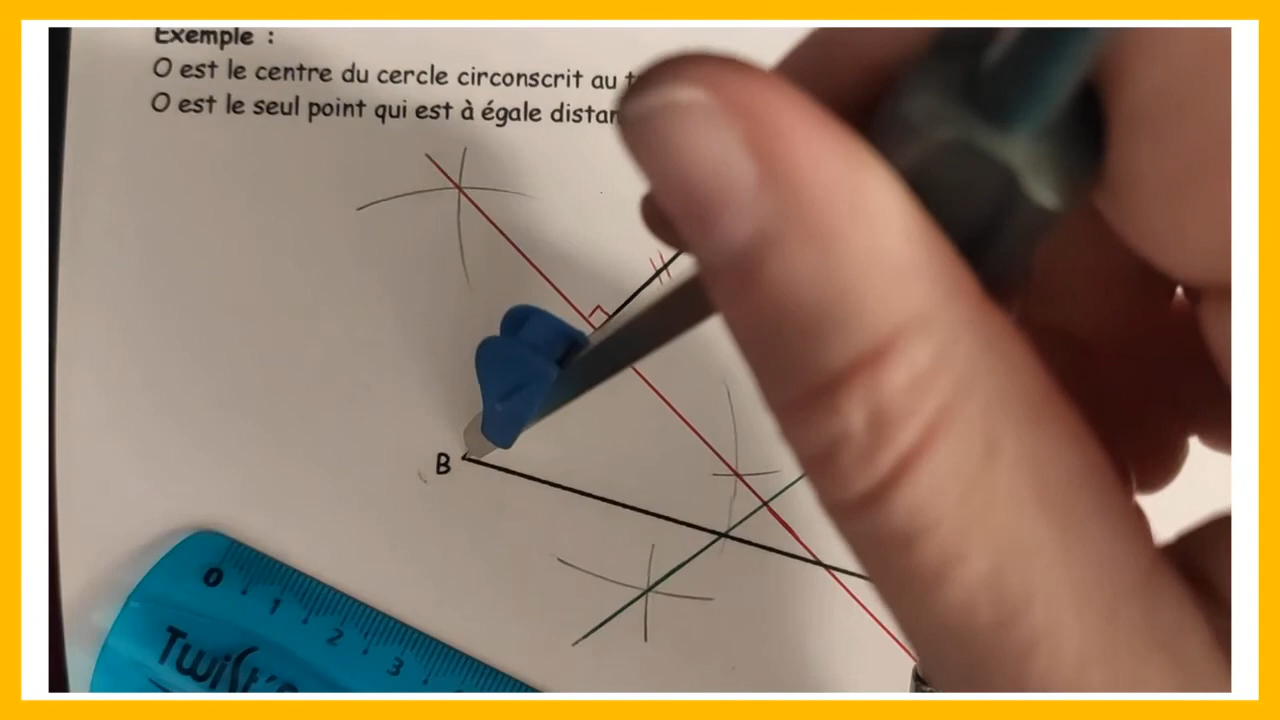 Exemple :
O est le centre du cercle circonscrit au
O est le seul point qui est à égale
B
0
1
2
3
Twist'